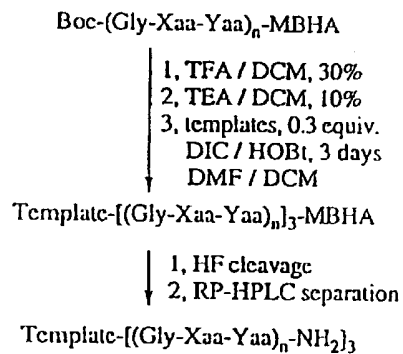 Boc-(Gly-Xaa-Yaa)n-MBHA
1, TFA / DCM, 30%
2, TEA / DCM, 10%
3, templates, 0.3 equiv.
DIC / HOBt, 3 days
DMF / DCM
Template-[(Gly-Xaa-Yaa)n]3-MBHA
1, HF cleavage
2, RP-HPLC separation
Template-[(Gly-Xaa-Yaa)n-NH2]3